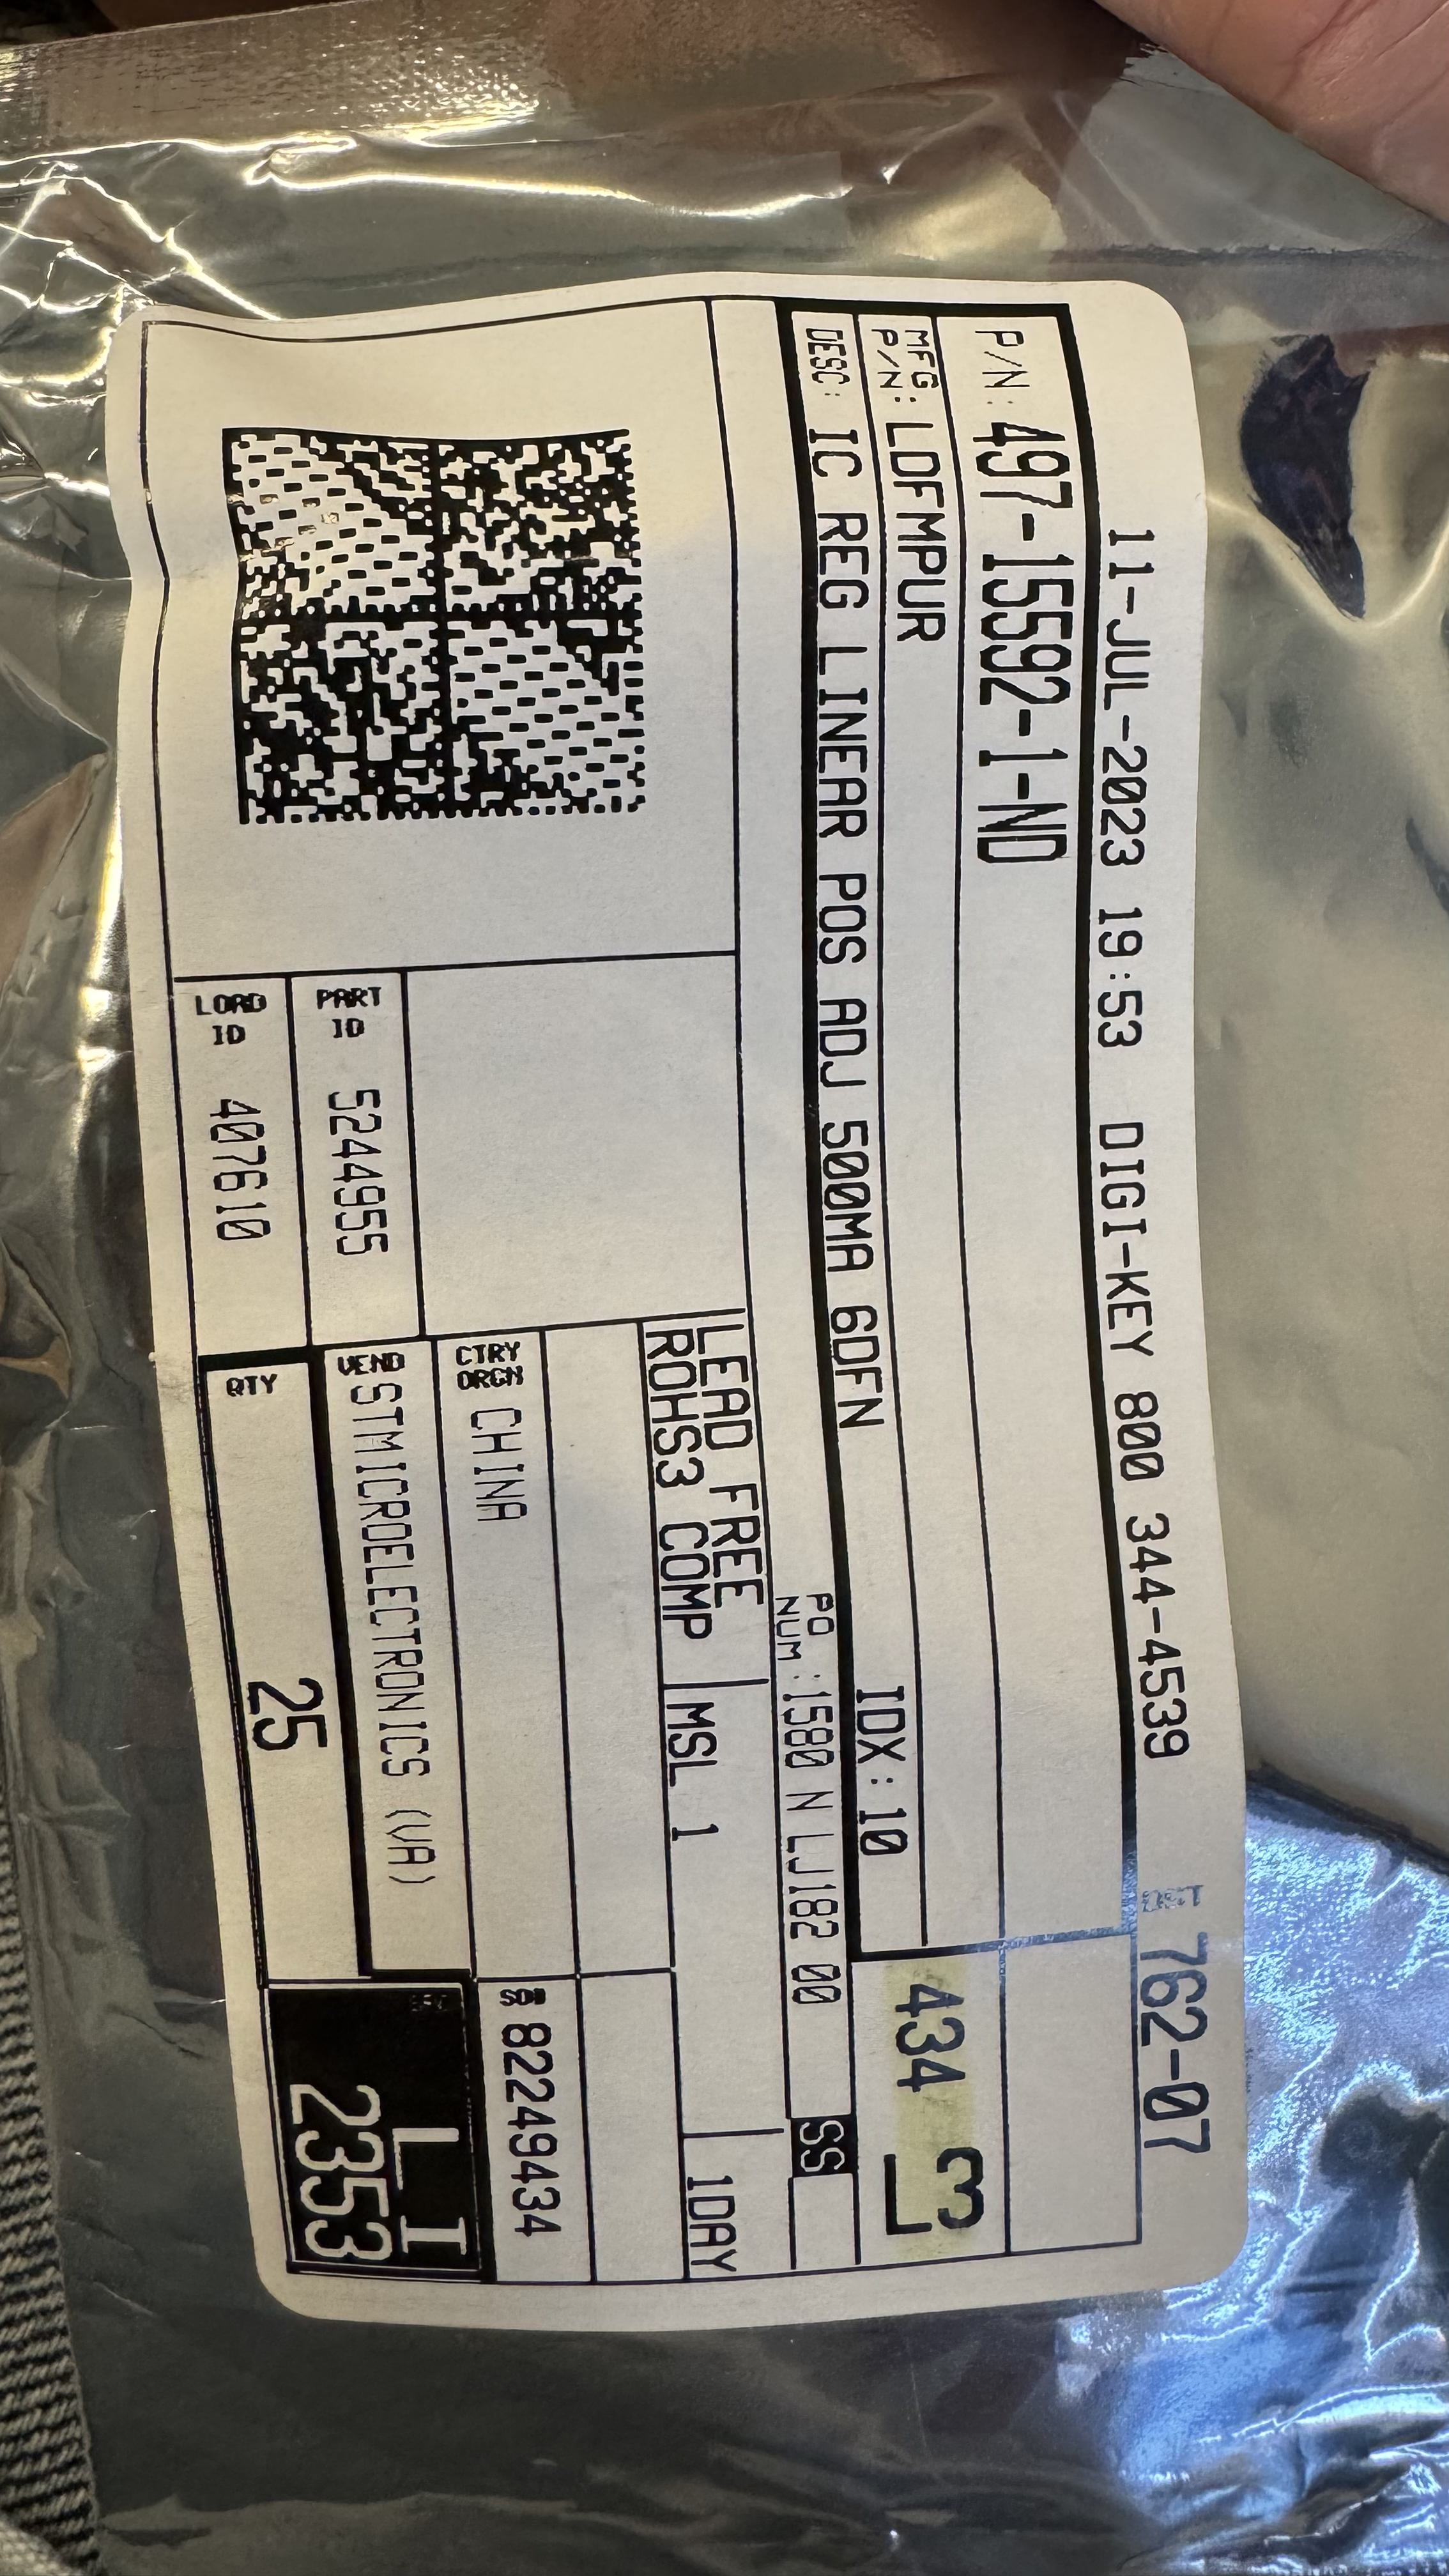 11-JUL-2023 19:53 DIGI-KEY 800 344-4539 762-07
P/N: 497-15592-1-ND
MFG P/N: LDFMPUR
DESC: IC REG LINEAR POS ADJ 500MA 6DFN
IDX:10
434
L3
PO NUM:1580 N LJ182 00
SS
LEAD FREE
ROHS3 COMP
MSL 1
1DAY
CTRY ORGN CHINA
82249434
PART ID 5244955
VEND STMICROELECTRONICS (VA)
LOAD ID 407610
QTY 25
LI
2353